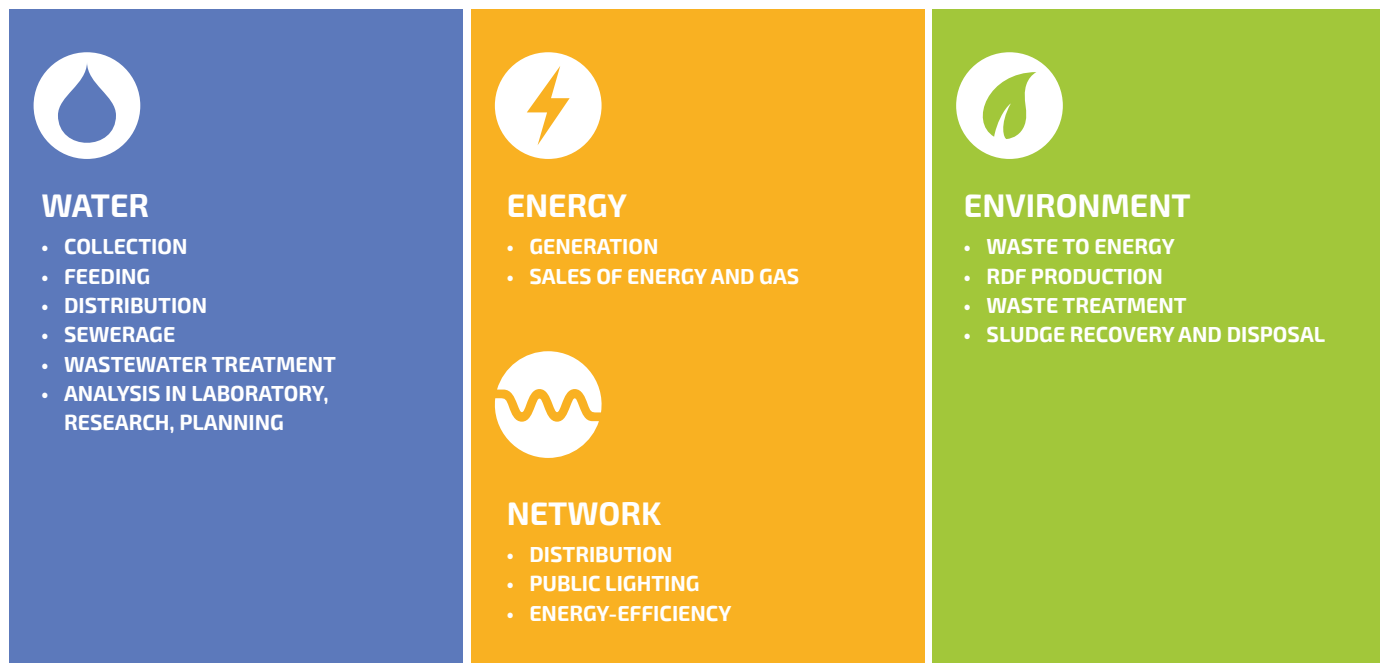 WATER
• COLLECTION
• FEEDING
• DISTRIBUTION
• SEWERAGE
• WASTEWATER TREATMENT
• ANALYSIS IN LABORATORY,
RESEARCH, PLANNING
ENERGY
• GENERATION
• SALES OF ENERGY AND GAS
NETWORK
• DISTRIBUTION
• PUBLIC LIGHTING
• ENERGY-EFFICIENCY
ENVIRONMENT
• WASTE TO ENERGY
• RDF PRODUCTION
• WASTE TREATMENT
• SLUDGE RECOVERY AND DISPOSAL